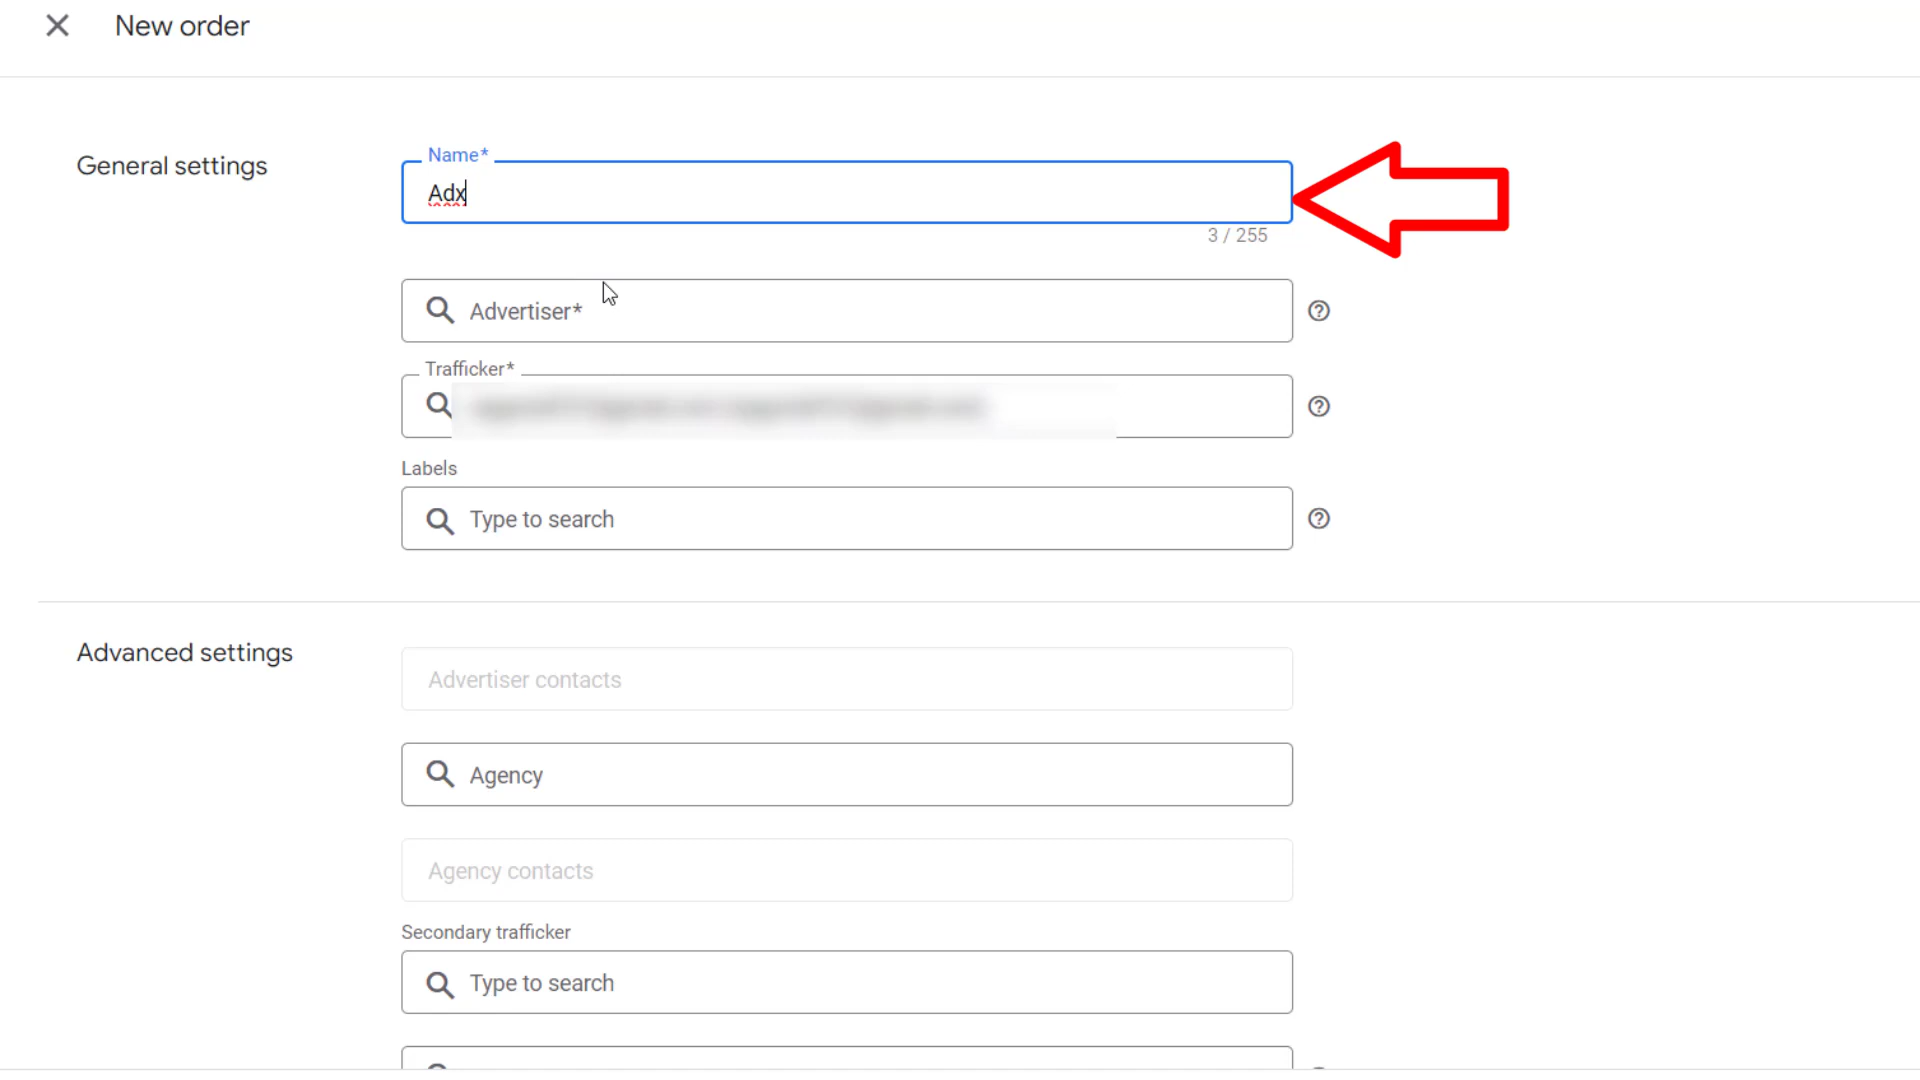 New order
General settings
Name*
Adx
3 / 255
Advertiser*
Trafficker*
Labels
Type to search
Advanced settings
Advertiser contacts
Agency
Agency contacts
Secondary trafficker
Type to search